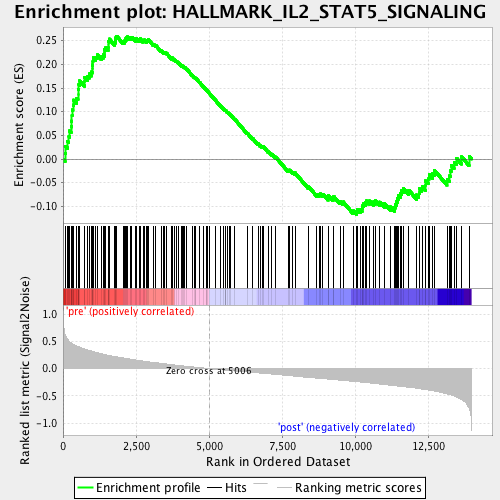 Enrichment plot: HALLMARK_IL2_STAT5_SIGNALING
Enrichment score (ES)
0.25
0.20
0.15
0.10
0.05
0.00
-0.05
-0.10
Ranked list metric (Signal2Noise)
1.0
0.5
0.0
-0.5
-1.0
'pre' (positively correlated)
Zero cross at 5006
'post' (negatively correlated)
0
2,500
5,000
7,500
10,000
12,500
Rank in Ordered Dataset
Enrichment profile
Hits
Ranking metric scores